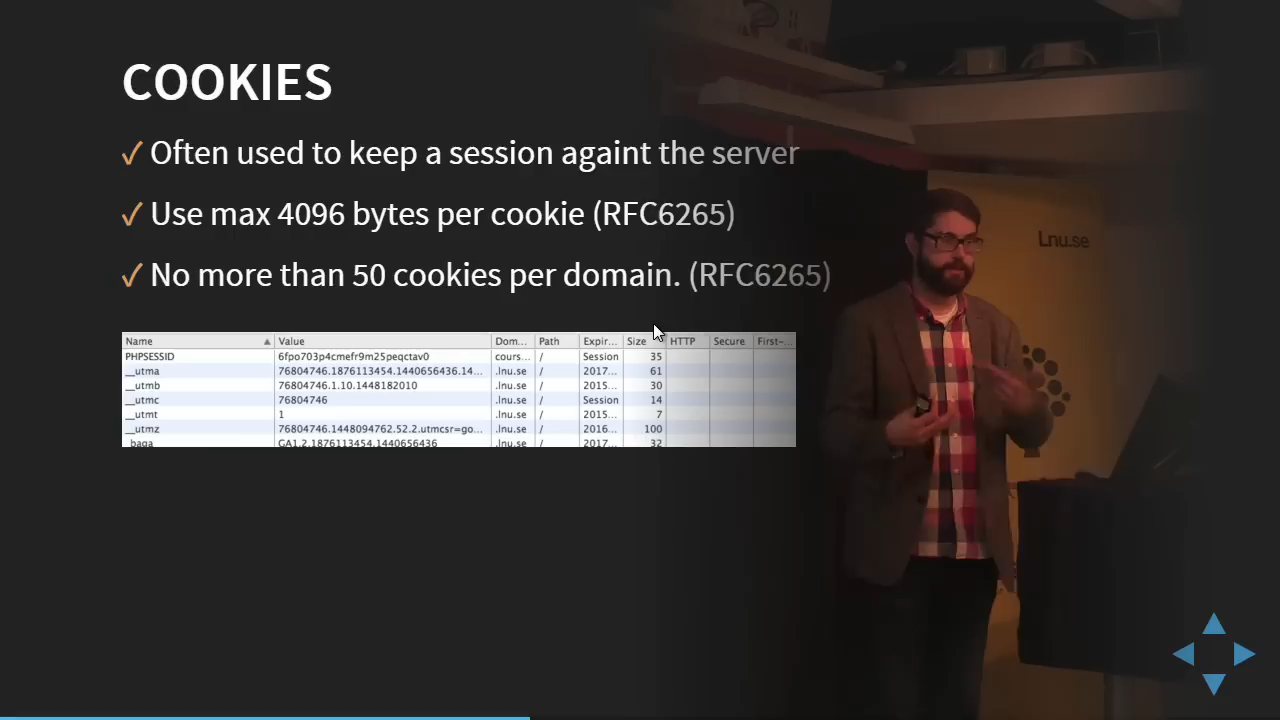 COOKIES
✓ Often used to keep a session againt the server
✓ Use max 4096 bytes per cookie (RFC6265)
✓ No more than 50 cookies per domain. (RFC6265)
Lnu.se
Name ▲ Value Dom... Path Expir... Size HTTP Secure First-...
PHPSESSID 6fpo703p4cmefr9m25peqctav0 cours... / Session 35
__utma 76804746.1876113454.1440656436.14... .lnu.se / 2017... 61
__utmb 76804746.1.10.1448182010 .lnu.se / 2015... 30
__utmc 76804746 .lnu.se / Session 14
__utmt 1 .lnu.se / 2015... 7
__utmz 76804746.1448094762.52.2.utmcsr=go... .lnu.se / 2016... 100
GA1.2.1876113454.1440656436 .lnu.se / 2017... 32